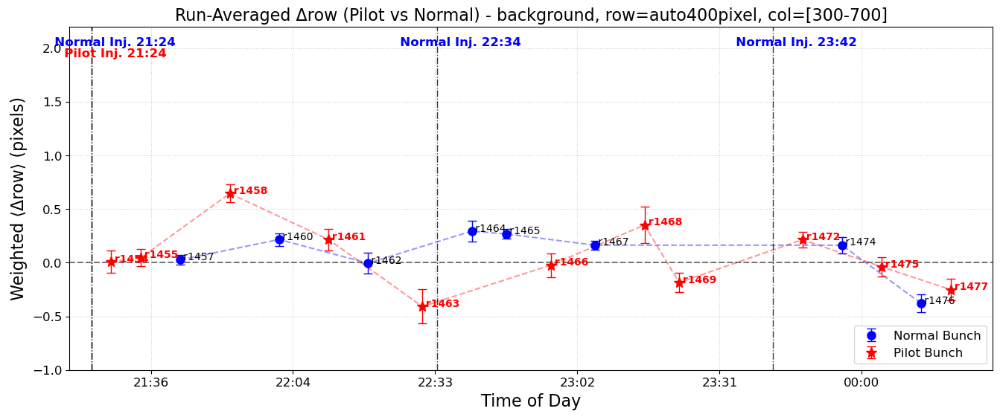 Run-Averaged Δrow (Pilot vs Normal) - background, row=auto400pixel, col=[300-700]
Normal Inj. 21:24
Pilot Inj. 21:24
Normal Inj. 22:34
Normal Inj. 23:42
Weighted ⟨Δrow⟩ (pixels)
2.0
1.5
1.0
0.5
0.0
−0.5
−1.0
r1455
r1457
r1458
r1460
r1461
r1462
r1463
r1464
r1465
r1466
r1467
r1468
r1469
r1472
r1474
r1475
r1476
r1477
Normal Bunch
Pilot Bunch
21:36
22:04
22:33
23:02
23:31
00:00
Time of Day